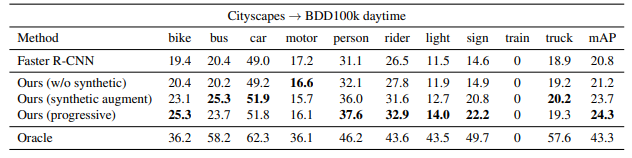 Cityscapes → BDD100k daytime
Method bike bus car motor person rider light sign train truck mAP
Faster R-CNN 19.4 20.4 49.0 17.2 31.1 26.5 11.5 14.6 0 18.9 20.8
Ours (w/o synthetic) 20.4 20.2 49.2 16.6 32.1 27.8 11.9 14.9 0 19.2 21.2
Ours (synthetic augment) 23.1 25.3 51.9 15.7 36.0 31.6 12.7 20.8 0 20.2 23.7
Ours (progressive) 25.3 23.7 51.8 16.1 37.6 32.9 14.0 22.2 0 19.3 24.3
Oracle 36.2 58.2 62.3 36.1 46.2 43.6 43.5 49.7 0 57.6 43.3